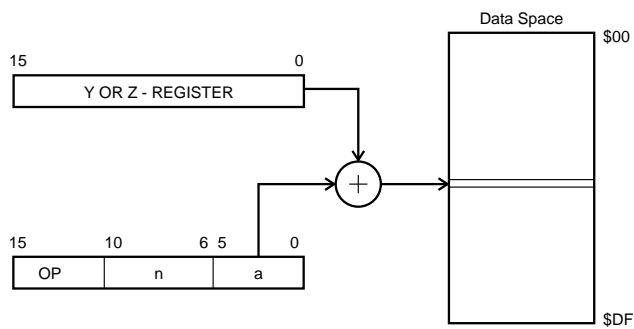 Data Space
$00
15 0
Y OR Z - REGISTER
+
15 10 6 5 0
OP n a
$DF